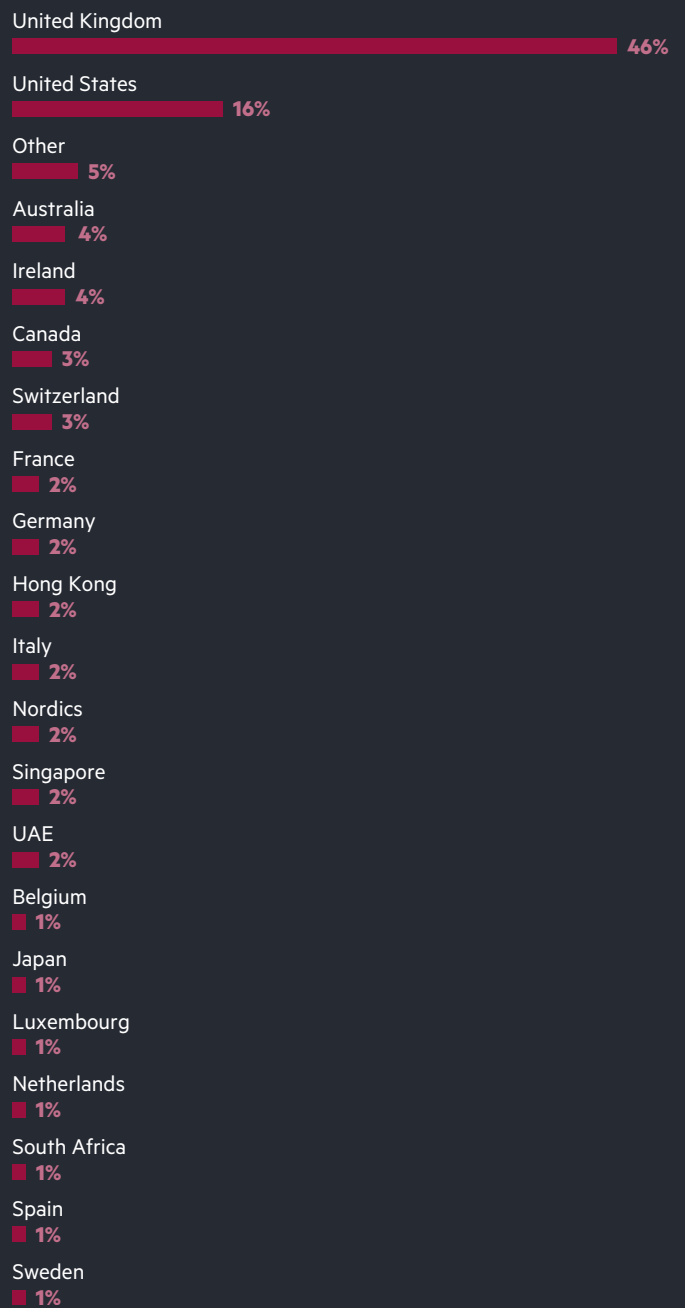 United Kingdom
46%
United States
16%
Other
5%
Australia
4%
Ireland
4%
Canada
3%
Switzerland
3%
France
2%
Germany
2%
Hong Kong
2%
Italy
2%
Nordics
2%
Singapore
2%
UAE
2%
Belgium
1%
Japan
1%
Luxembourg
1%
Netherlands
1%
South Africa
1%
Spain
1%
Sweden
1%